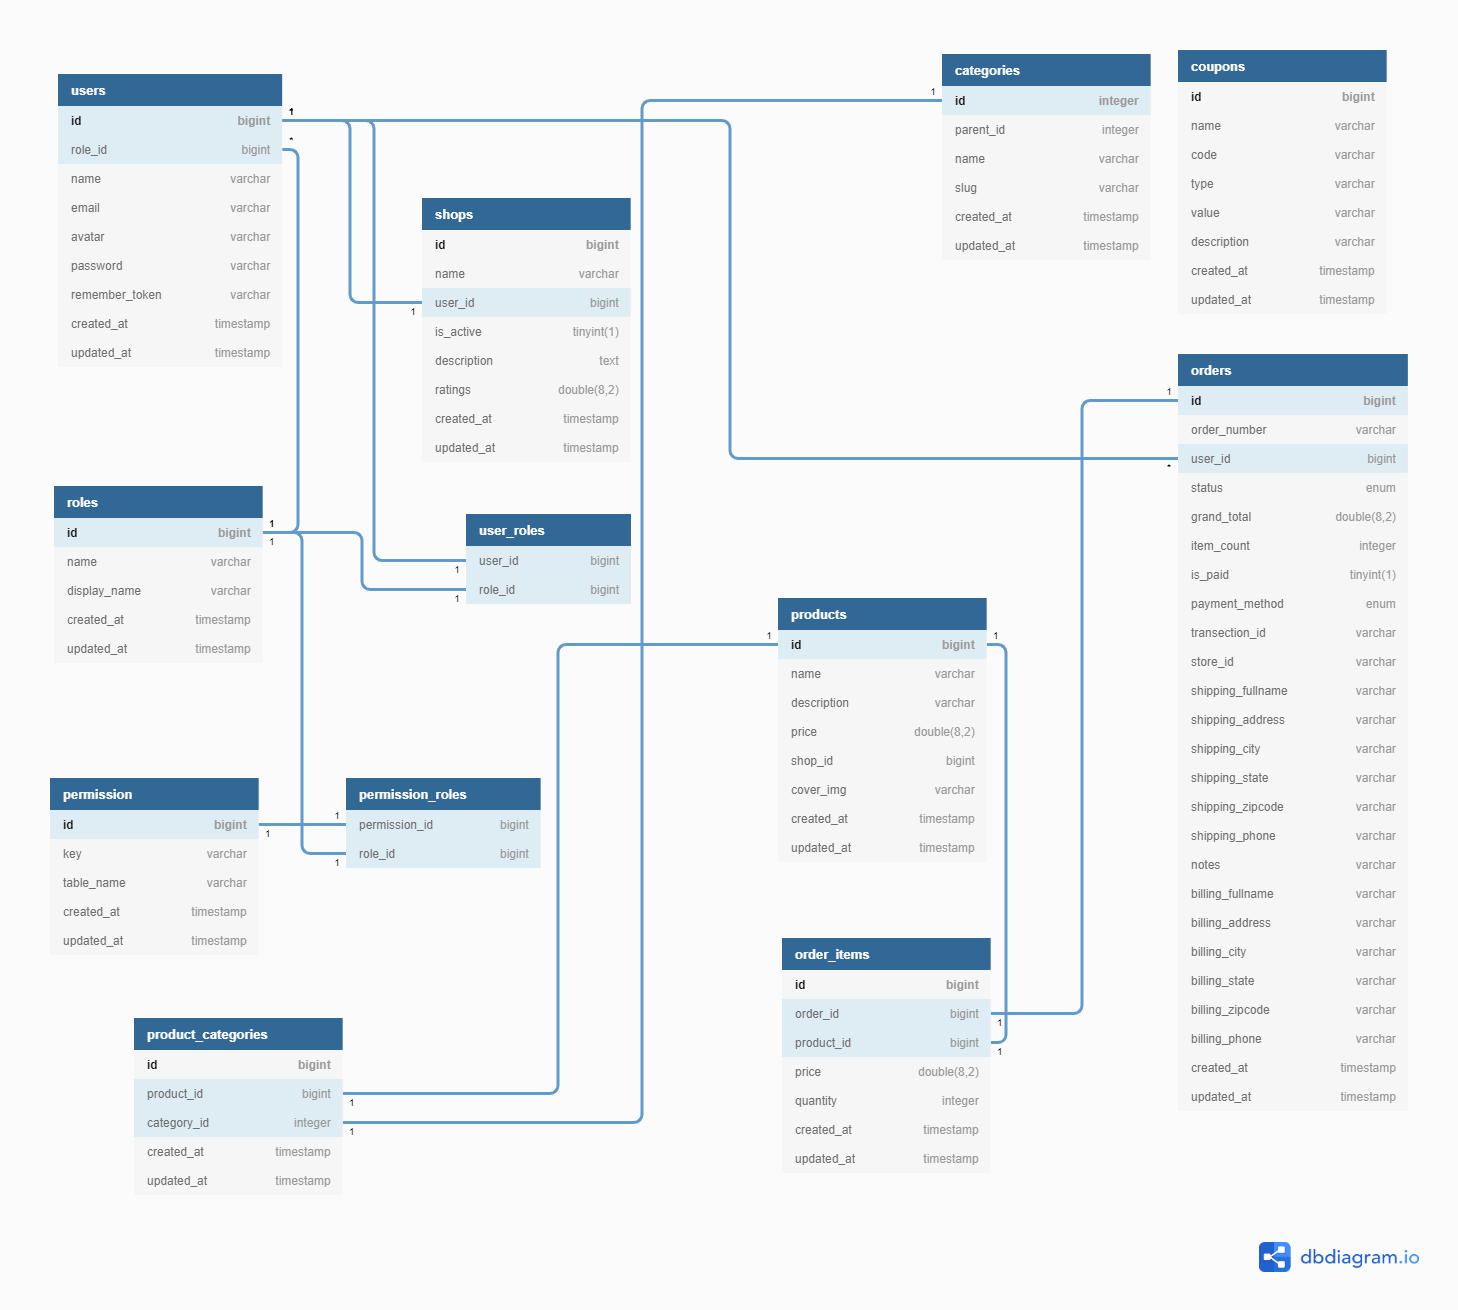 users
id bigint
role_id bigint
name varchar
email varchar
avatar varchar
password varchar
remember_token varchar
created_at timestamp
updated_at timestamp
1
*
shops
id bigint
name varchar
user_id bigint
is_active tinyint(1)
description text
ratings double(8,2)
created_at timestamp
updated_at timestamp
1
categories
id integer
parent_id integer
name varchar
slug varchar
created_at timestamp
updated_at timestamp
1
coupons
id bigint
name varchar
code varchar
type varchar
value varchar
description varchar
created_at timestamp
updated_at timestamp
roles
id bigint
name varchar
display_name varchar
created_at timestamp
updated_at timestamp
1
1
user_roles
user_id bigint
role_id bigint
1
1
orders
id bigint
order_number varchar
user_id bigint
status enum
grand_total double(8,2)
item_count integer
is_paid tinyint(1)
payment_method enum
transection_id varchar
store_id varchar
shipping_fullname varchar
shipping_address varchar
shipping_city varchar
shipping_state varchar
shipping_zipcode varchar
shipping_phone varchar
notes varchar
billing_fullname varchar
billing_address varchar
billing_city varchar
billing_state varchar
billing_zipcode varchar
billing_phone varchar
created_at timestamp
updated_at timestamp
1
*
products
id bigint
name varchar
description varchar
price double(8,2)
shop_id bigint
cover_img varchar
created_at timestamp
updated_at timestamp
1
1
permission
id bigint
key varchar
table_name varchar
created_at timestamp
updated_at timestamp
1
permission_roles
permission_id bigint
role_id bigint
1
1
order_items
id bigint
order_id bigint
product_id bigint
price double(8,2)
quantity integer
created_at timestamp
updated_at timestamp
1
1
product_categories
id bigint
product_id bigint
category_id integer
created_at timestamp
updated_at timestamp
1
1
dbdiagram.io